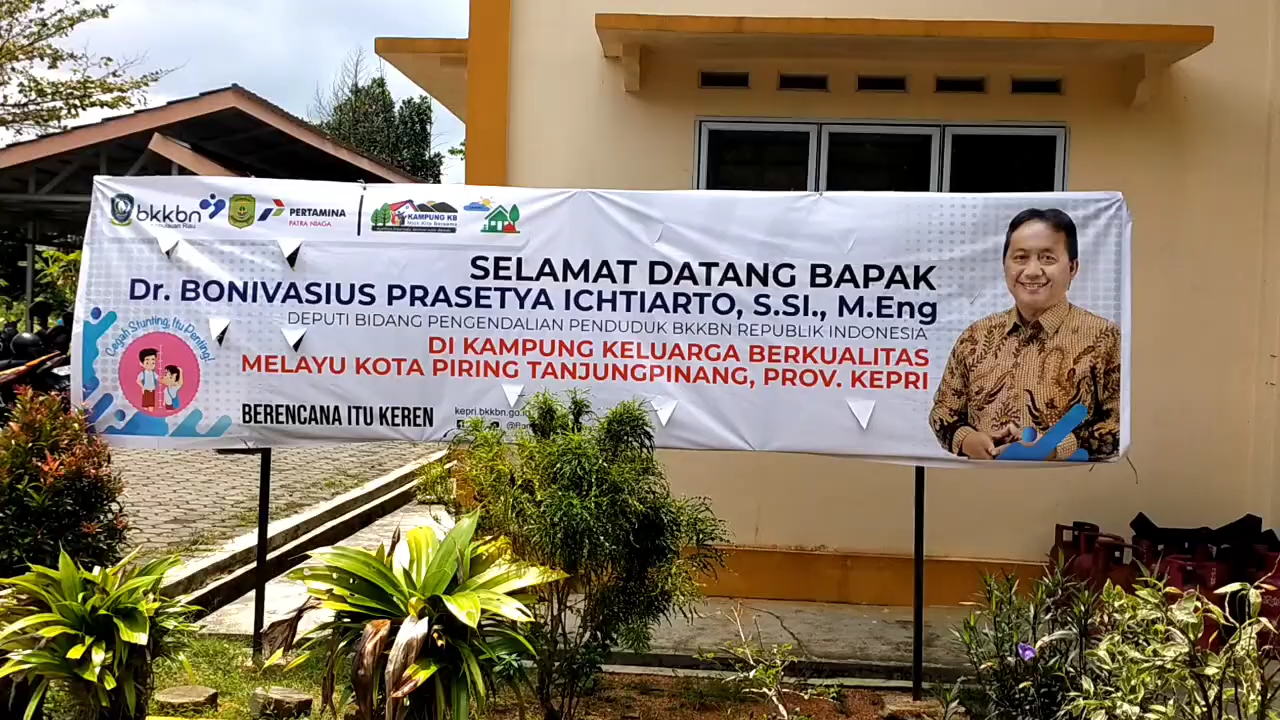 bkkbn
Kepulauan Riau
PERTAMINA
PATRA NIAGA
KAMPUNG KB
SELAMAT DATANG BAPAK
Dr. BONIVASIUS PRASETYA ICHTIARTO, S.SI., M.Eng
DEPUTI BIDANG PENGENDALIAN PENDUDUK BKKBN REPUBLIK INDONESIA
DI KAMPUNG KELUARGA BERKUALITAS
MELAYU KOTA PIRING TANJUNGPINANG, PROV. KEPRI
Cegah Stunting, Itu Penting!
BERENCANA ITU KEREN
kepri.bkkbn.go.i